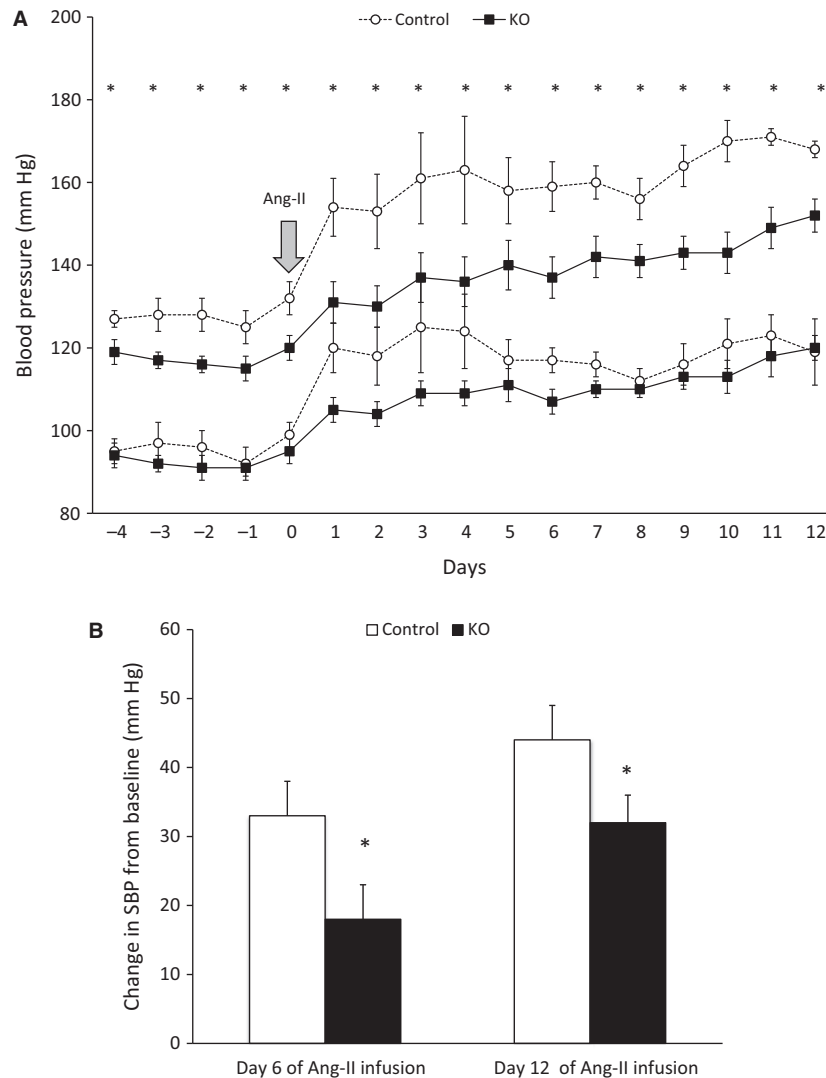 A
Control KO
200
180
160
140
120
100
80
Blood pressure (mm Hg)
* * * * * * * * * * * * * * * * *
Ang-II
–4 –3 –2 –1 0 1 2 3 4 5 6 7 8 9 10 11 12
Days
B
Control KO
60
50
40
30
20
10
0
Change in SBP from baseline (mm Hg)
*
*
Day 6 of Ang-II infusion Day 12 of Ang-II infusion